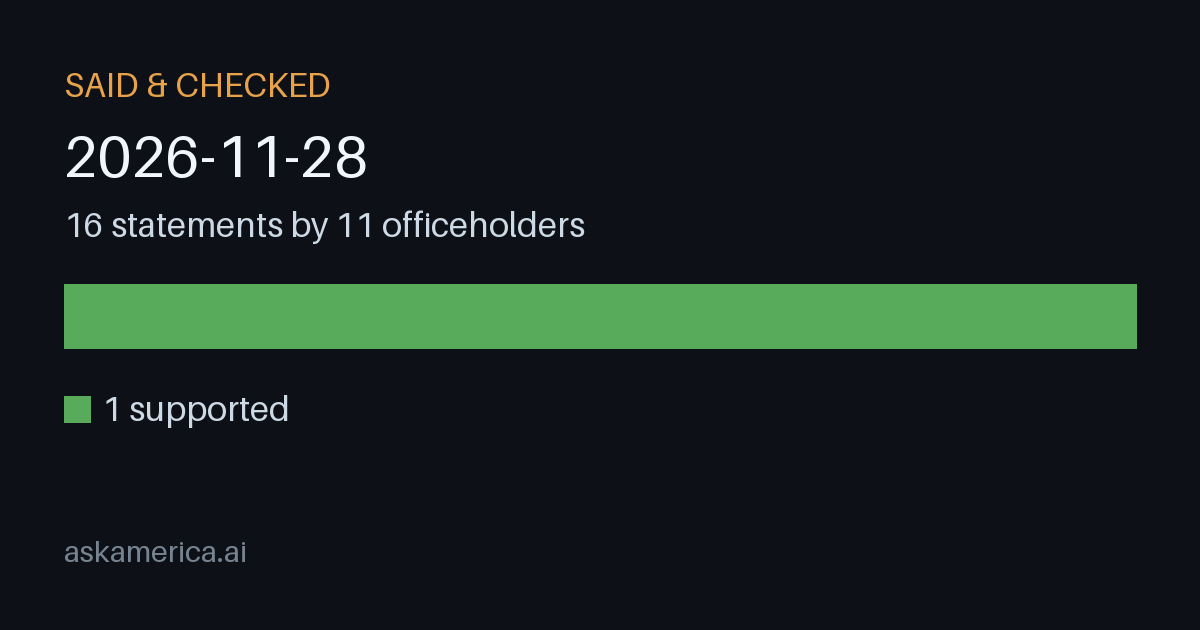 SAID & CHECKED
2026-11-28
16 statements by 11 officeholders
1 supported
askamerica.ai